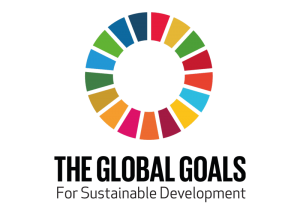 THE GLOBAL GOALS
For Sustainable Development